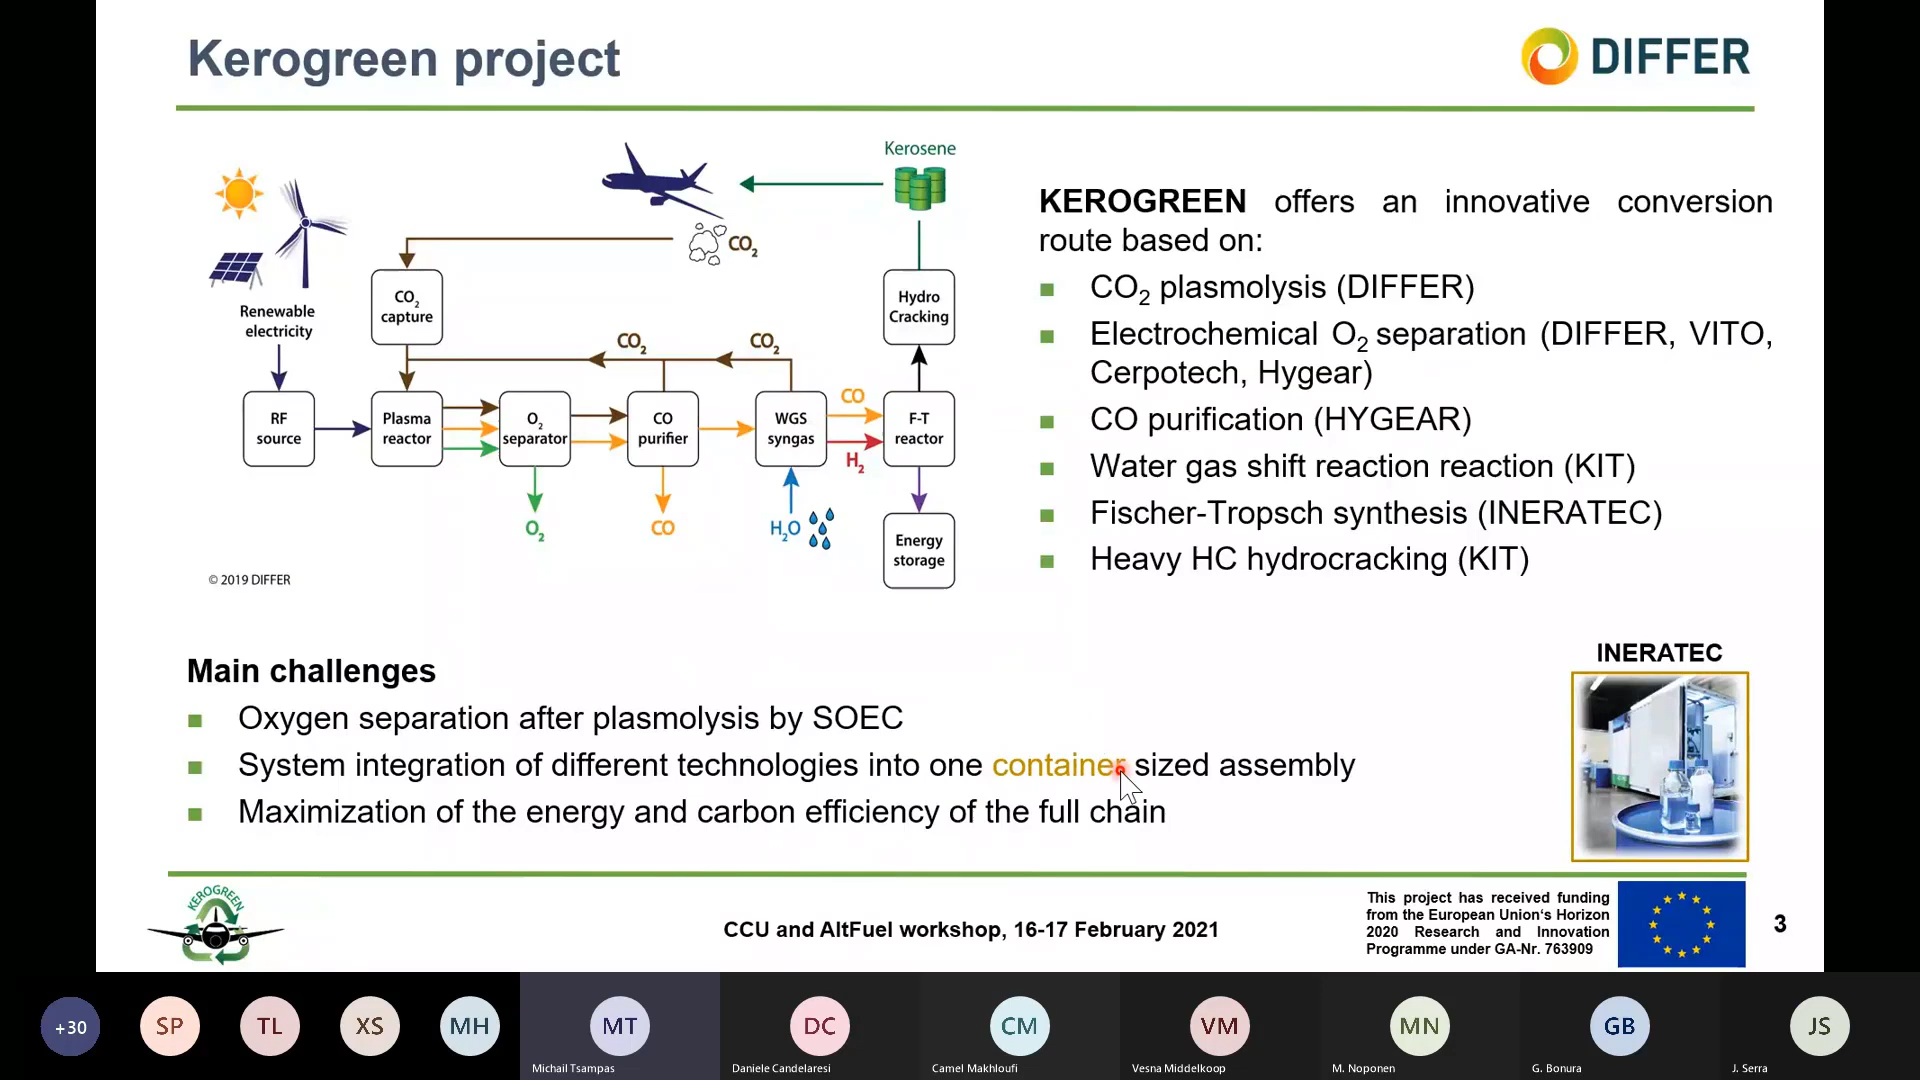 Kerogreen project
DIFFER
Kerosene
CO2
Renewable
electricity
CO2
capture
Hydro
Cracking
CO2
CO2
RF
source
Plasma
reactor
O2
separator
CO
purifier
WGS
syngas
CO
H2
F-T
reactor
O2
CO
H2O
Energy
storage
© 2019 DIFFER
KEROGREEN offers an innovative conversion
route based on:
CO2 plasmolysis (DIFFER)
Electrochemical O2 separation (DIFFER, VITO,
Cerpotech, Hygear)
CO purification (HYGEAR)
Water gas shift reaction reaction (KIT)
Fischer-Tropsch synthesis (INERATEC)
Heavy HC hydrocracking (KIT)
Main challenges
Oxygen separation after plasmolysis by SOEC
System integration of different technologies into one container sized assembly
Maximization of the energy and carbon efficiency of the full chain
INERATEC
KEROGREEN
CCU and AltFuel workshop, 16-17 February 2021
This project has received funding
from the European Union‘s Horizon
2020 Research and Innovation
Programme under GA-Nr. 763909
3
+30
SP
TL
XS
MH
MT
DC
CM
VM
MN
GB
JS
Michail Tsampas
Daniele Candelaresi
Camel Makhloufi
Vesna Middelkoop
M. Noponen
G. Bonura
J. Serra